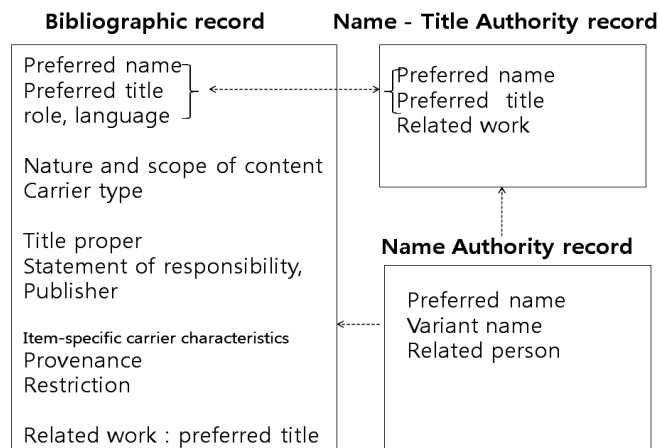 Bibliographic record
Preferred name
Preferred title
role, language
Nature and scope of content
Carrier type
Title proper
Statement of responsibility,
Publisher
Item-specific carrier characteristics
Provenance
Restriction
Related work : preferred title
Name - Title Authority record
Preferred name
Preferred title
Related work
Name Authority record
Preferred name
Variant name
Related person